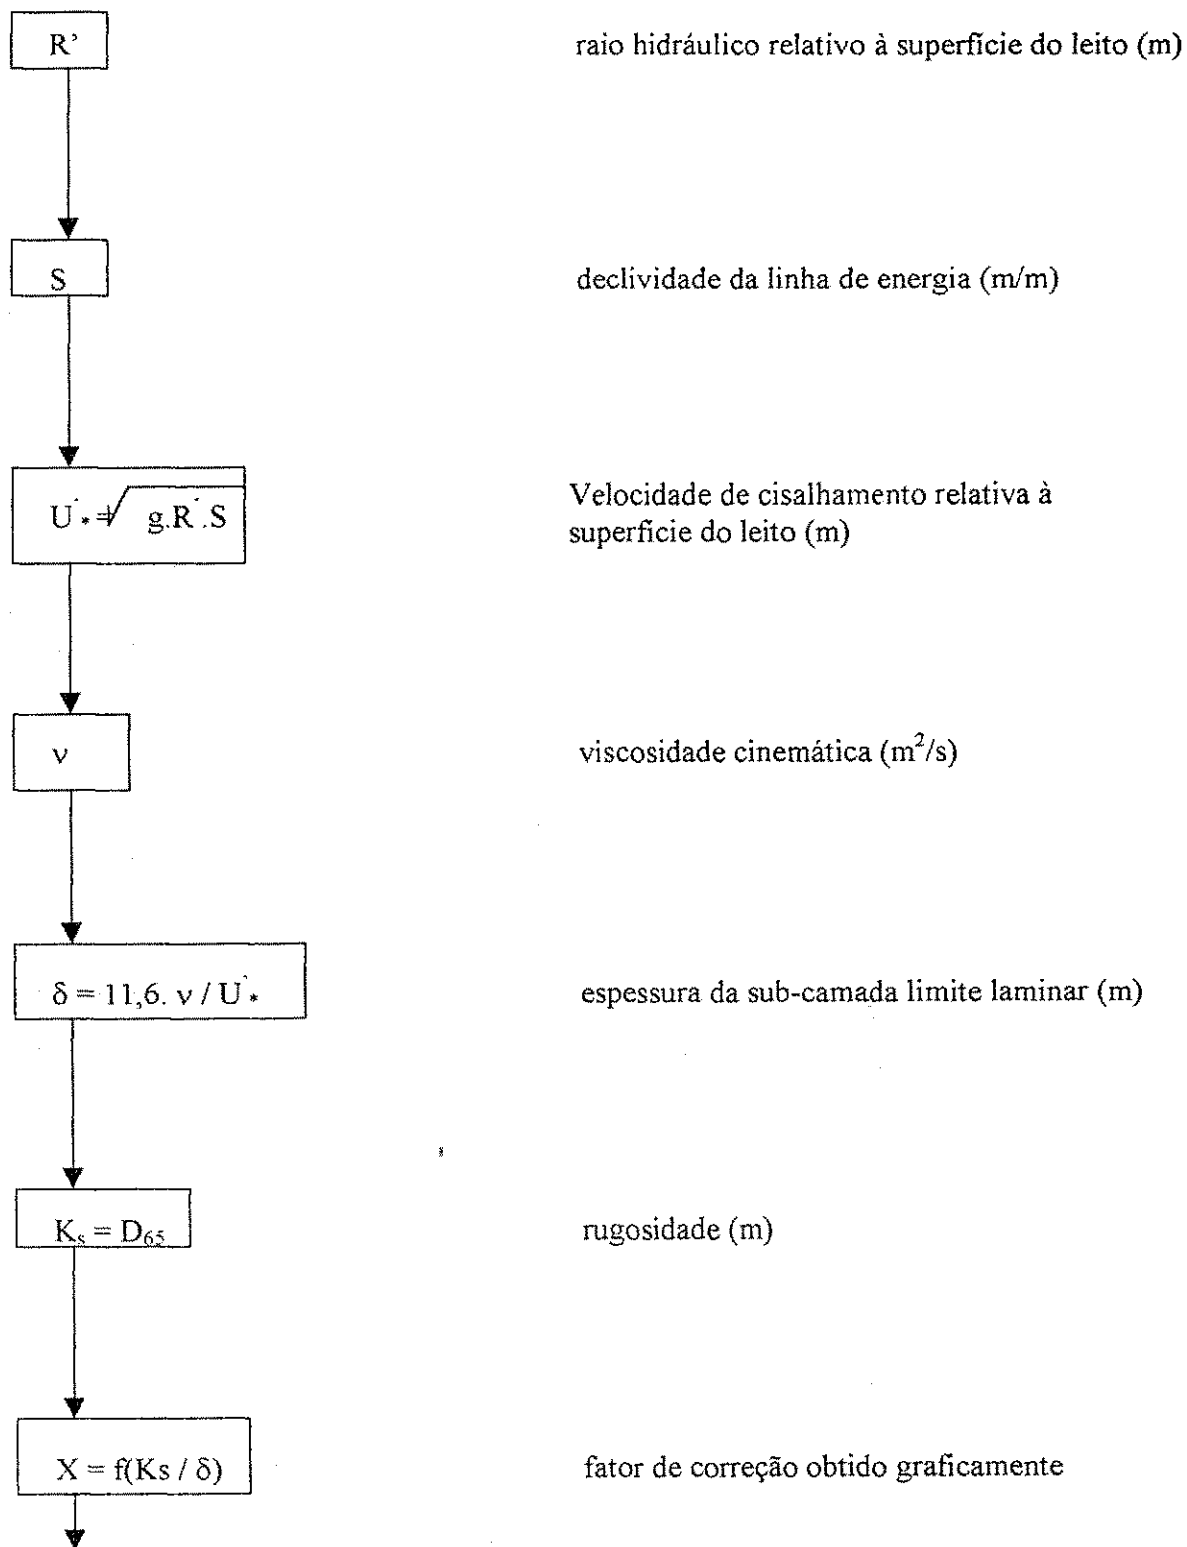 R’ raio hidráulico relativo à superfície do leito (m)
S declividade da linha de energia (m/m)
U'* = √ g.R'.S Velocidade de cisalhamento relativa à
superfície do leito (m)
ν viscosidade cinemática (m²/s)
δ = 11,6. ν / U'* espessura da sub-camada limite laminar (m)
Kₛ = D₆₅ rugosidade (m)
X = f(Ks / δ) fator de correção obtido graficamente